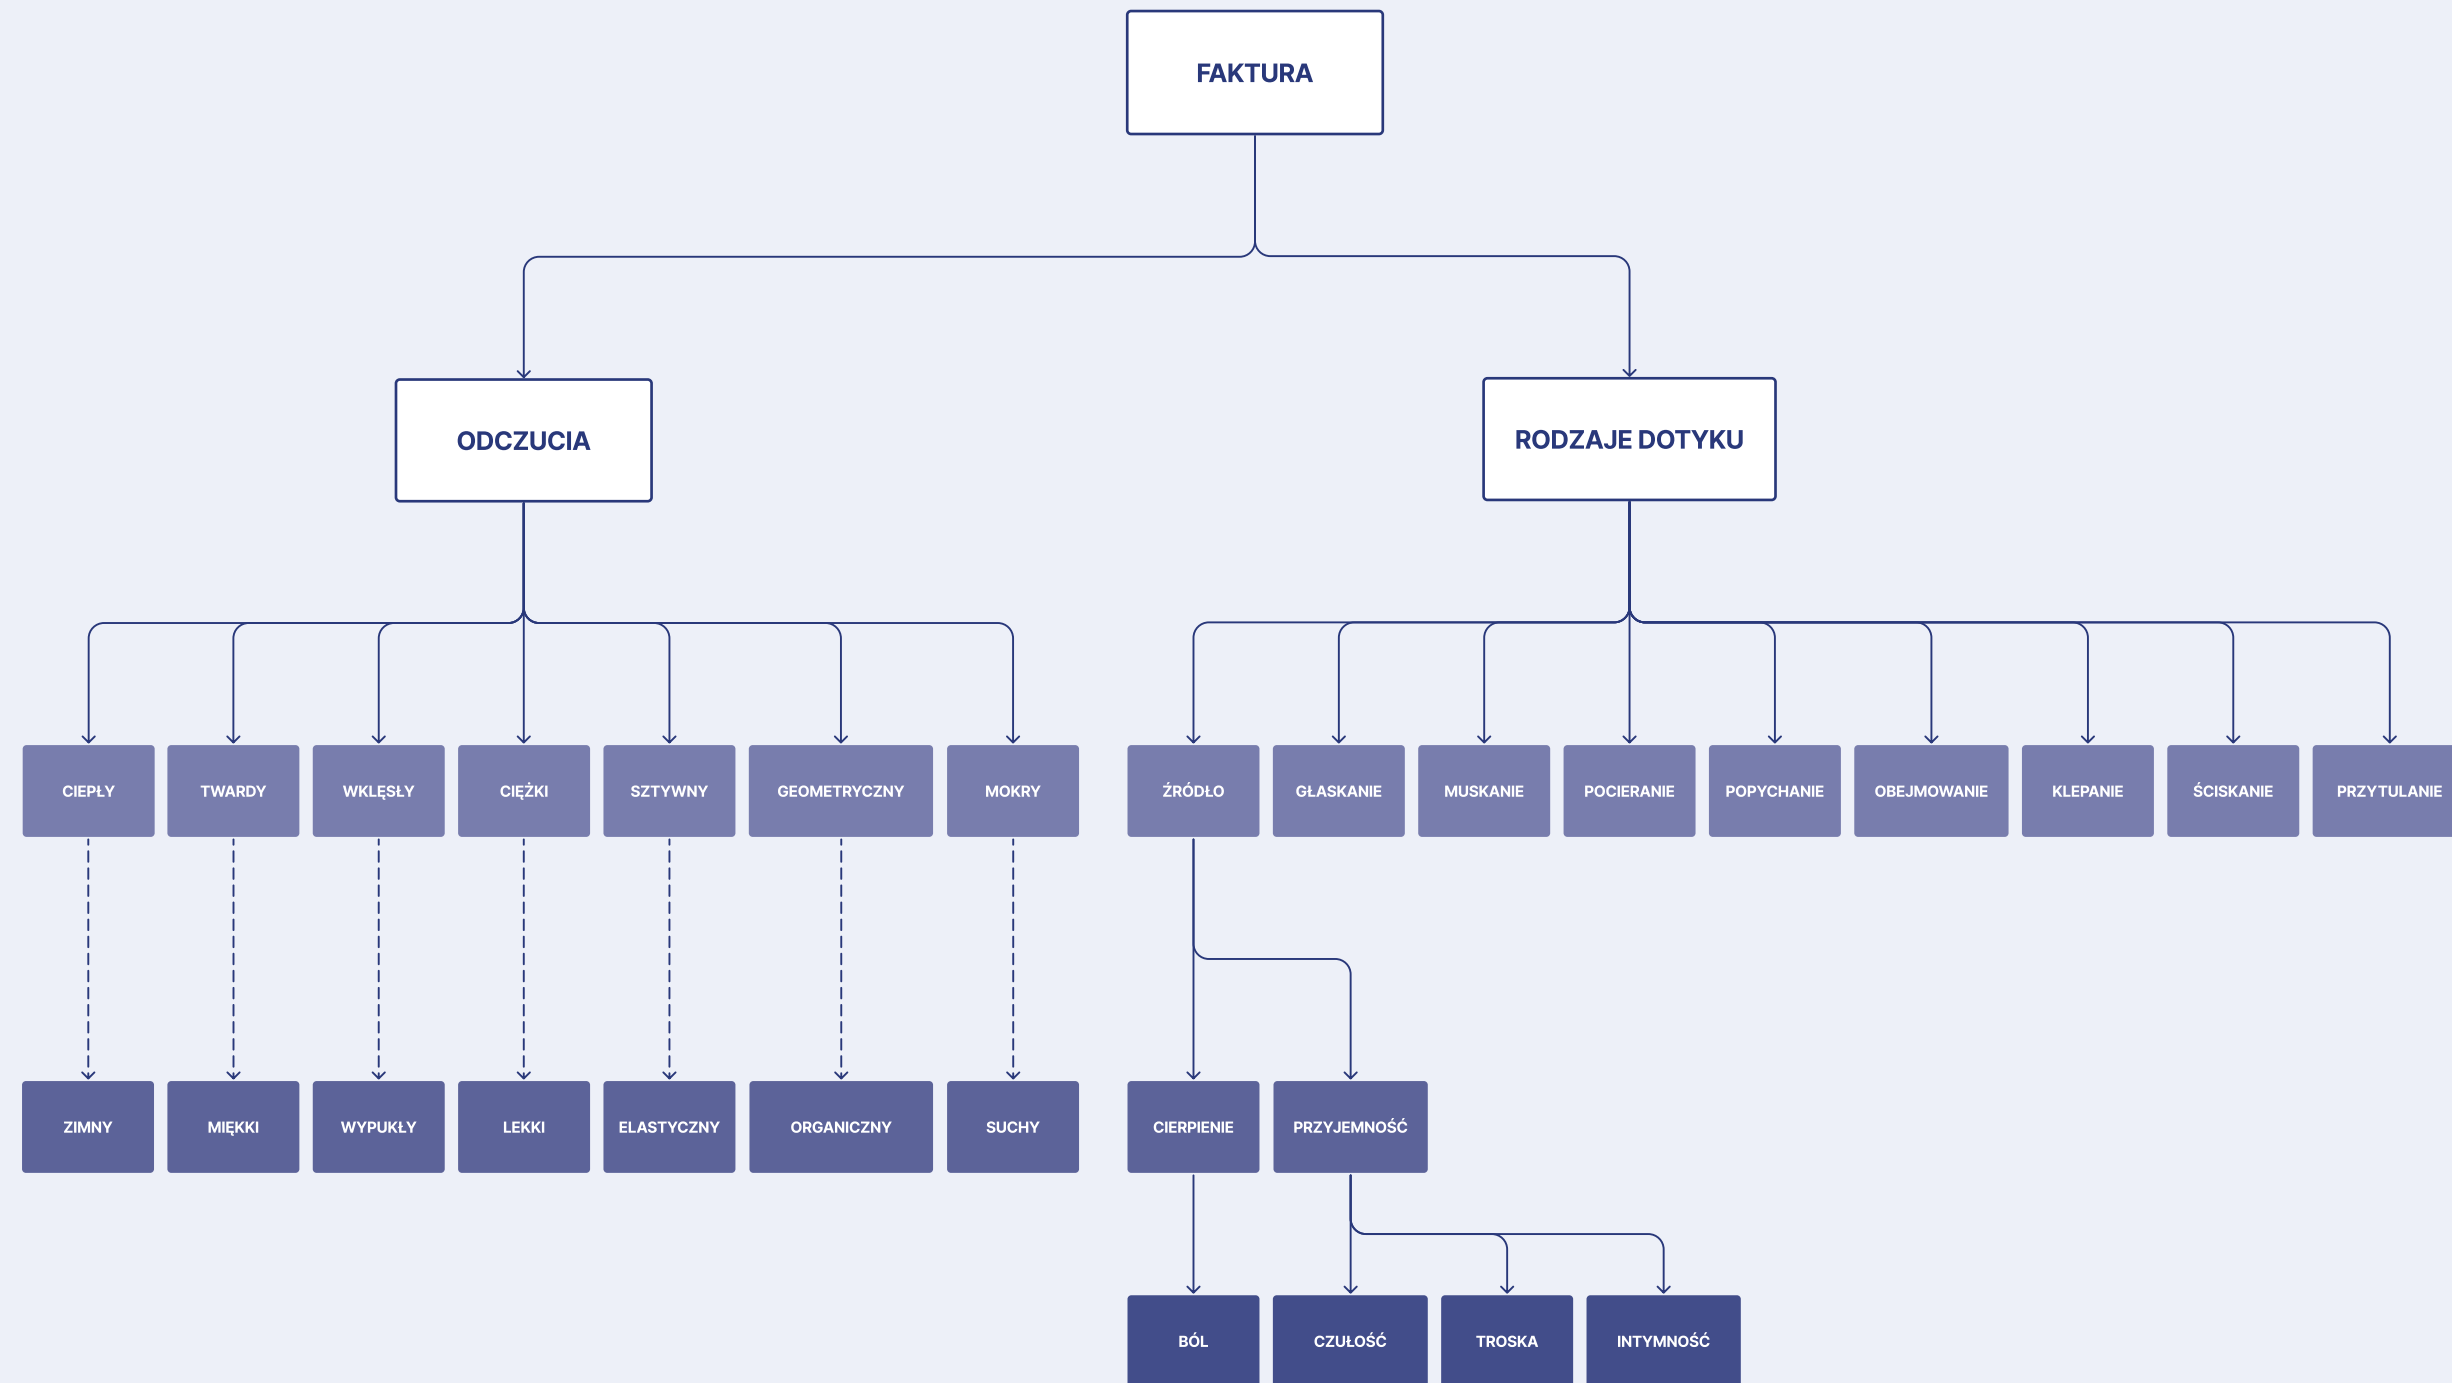 FAKTURA
ODCZUCIA
RODZAJE DOTYKU
CIEPŁY
TWARDY
WKLĘSŁY
CIĘŻKI
SZTYWNY
GEOMETRYCZNY
MOKRY
ŹRÓDŁO
GŁASKANIE
MUSKANIE
POCIERANIE
POPYCHANIE
OBEJMOWANIE
KLEPANIE
ŚCISKANIE
PRZYTULANIE
ZIMNY
MIĘKKI
WYPUKŁY
LEKKI
ELASTYCZNY
ORGANICZNY
SUCHY
CIERPIENIE
PRZYJEMNOŚĆ
BÓL
CZUŁOŚĆ
TROSKA
INTYMNOŚĆ